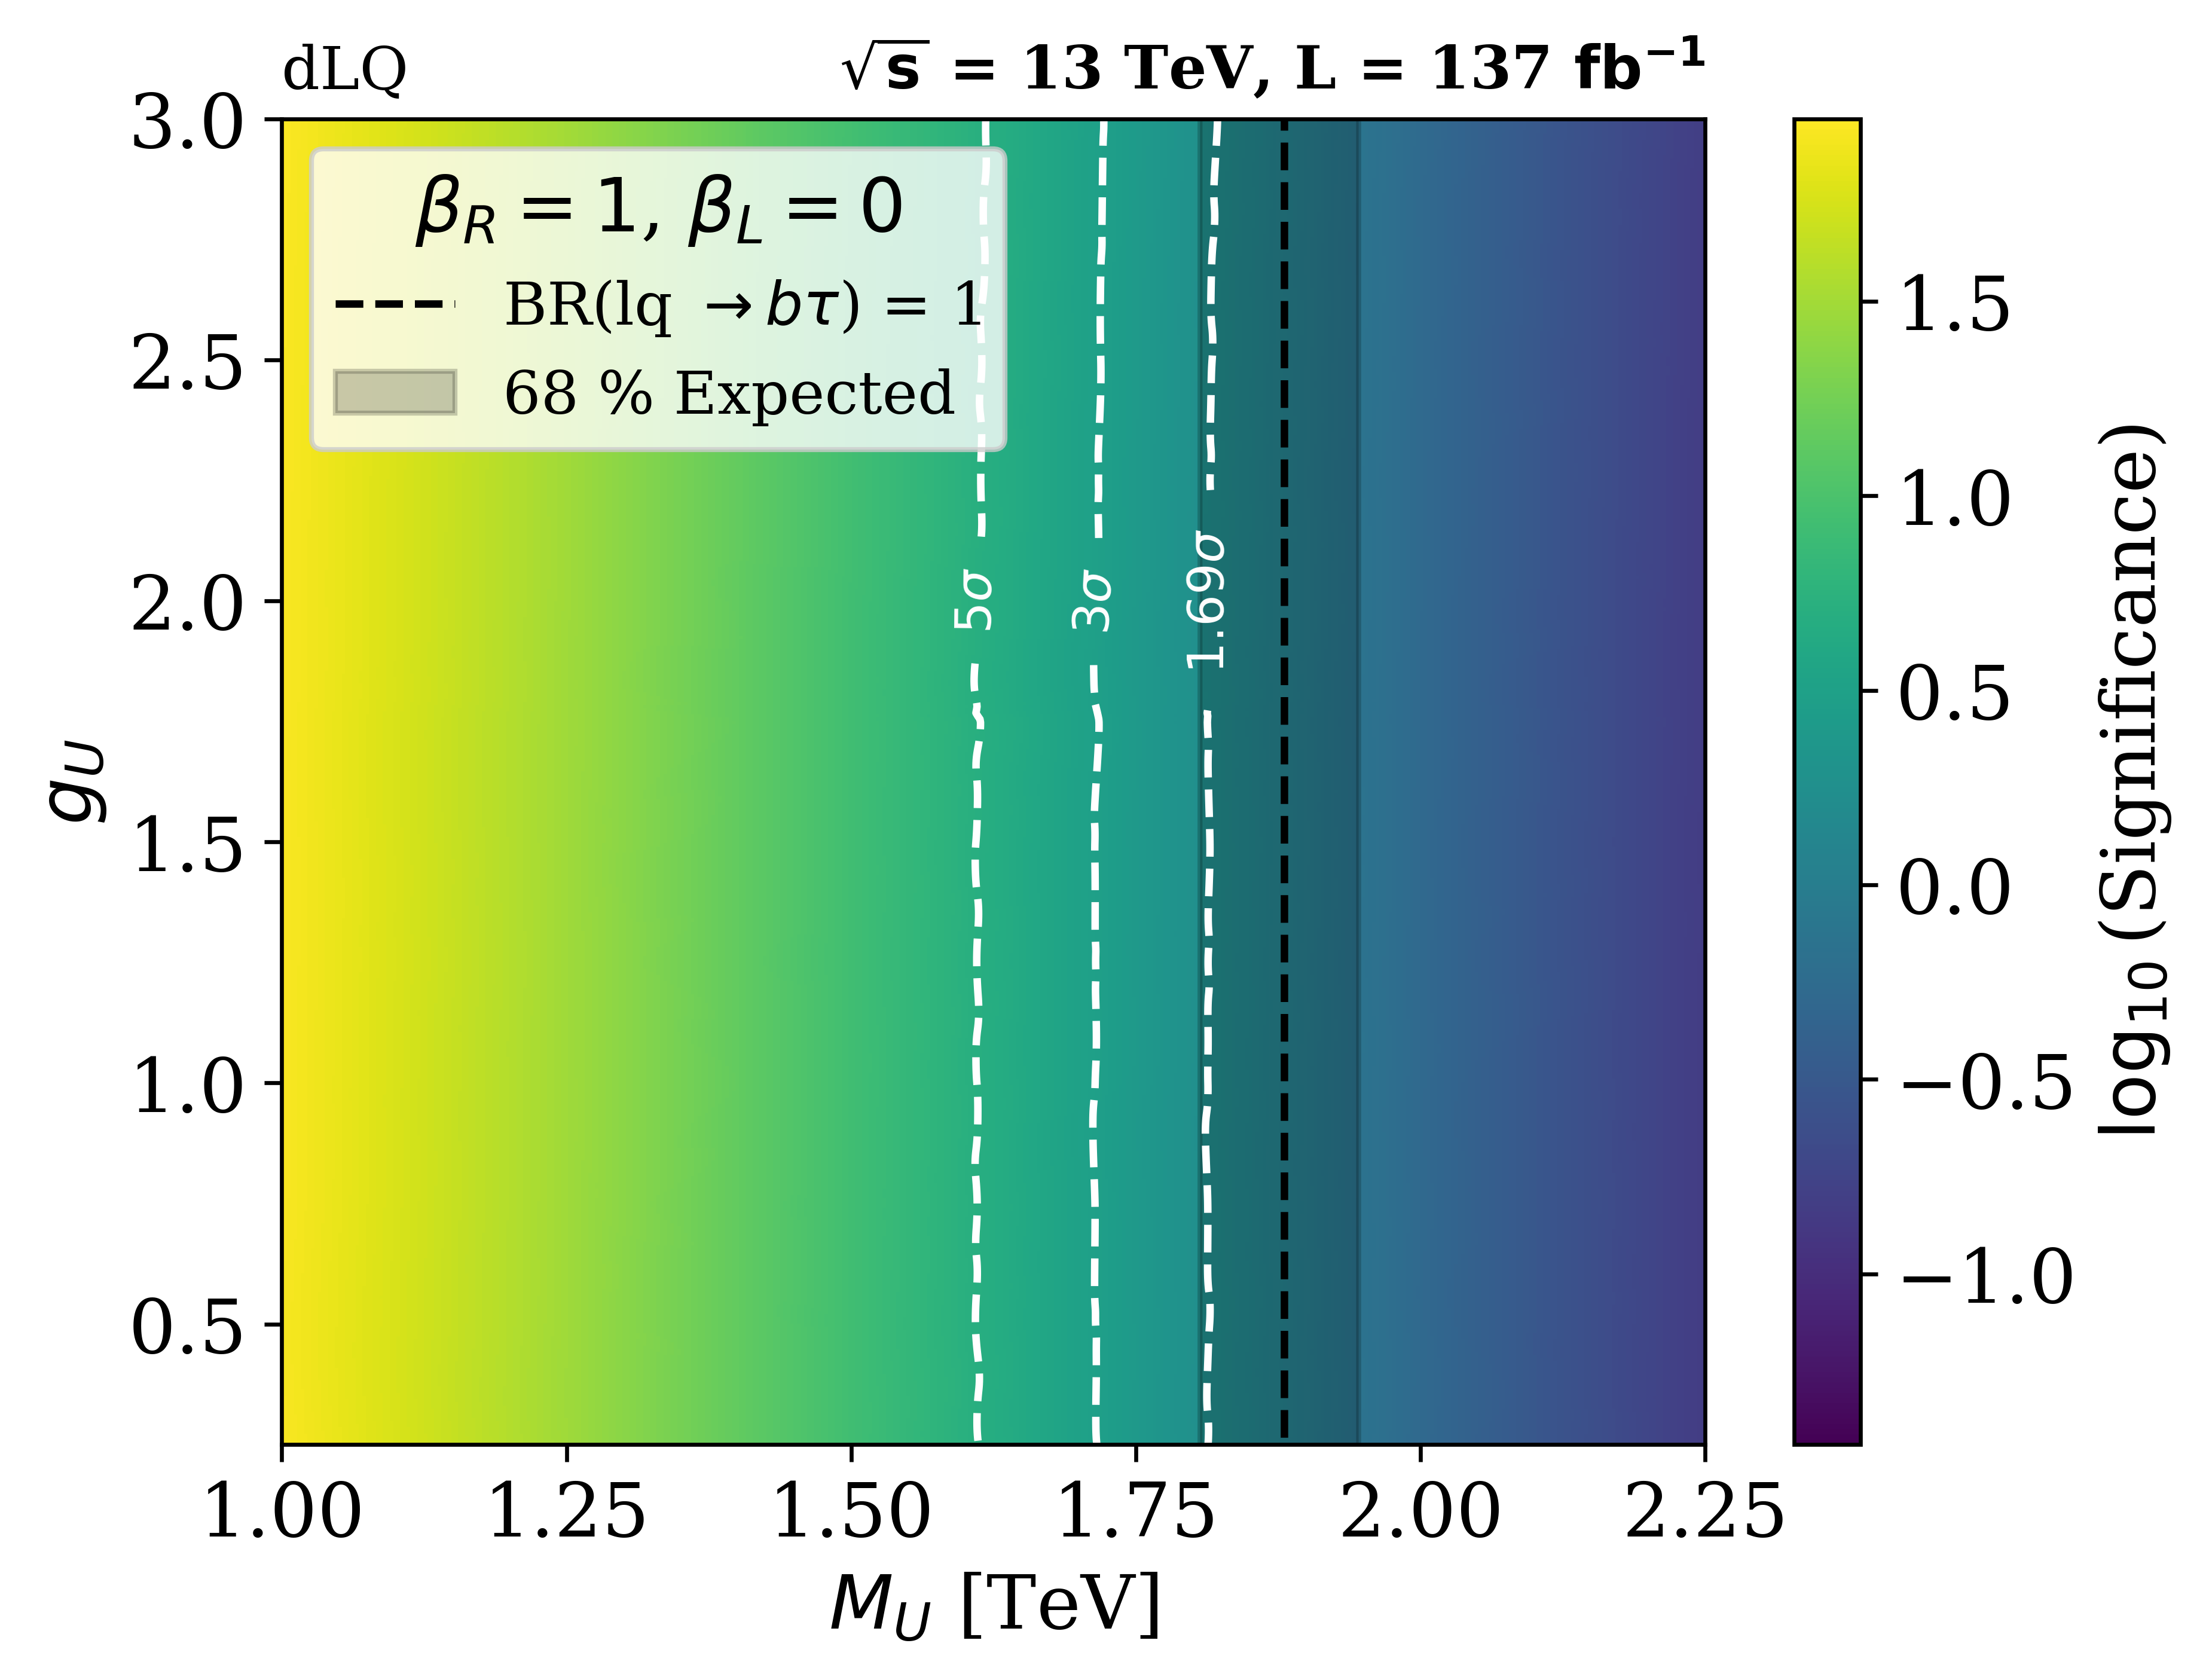 dLQ
√s = 13 TeV, L = 137 fb⁻¹
3.0
2.5
2.0
1.5
1.0
0.5
g_U
β_R = 1, β_L = 0
BR(lq → bτ) = 1
68 % Expected
5σ
3σ
1.69σ
1.00 1.25 1.50 1.75 2.00 2.25
M_U [TeV]
1.5
1.0
0.5
0.0
−0.5
−1.0
log₁₀ (Significance)